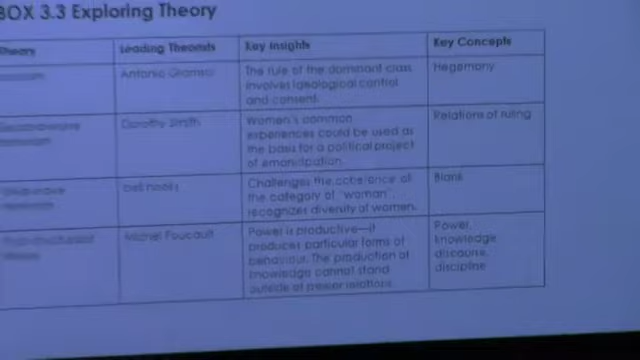 BOX 3.3 Exploring Theory
Theory
Leading Theorists
Key Insights
Key Concepts
Antonio Gramsci
The rule of the dominant class
involves ideological control
and consent.
Hegemony
Dorothy Smith
Women's common
experiences could be used as
the basis for a political project
of emancipation.
Relations of ruling
bell hooks
Challenges the coherence of
the category of "woman",
recognizes diversity of women.
Blank
Michel Foucault
Power is productive—it
produces particular forms of
behaviour. The production of
knowledge cannot stand
outside of power relations.
Power,
knowledge
discourse,
discipline